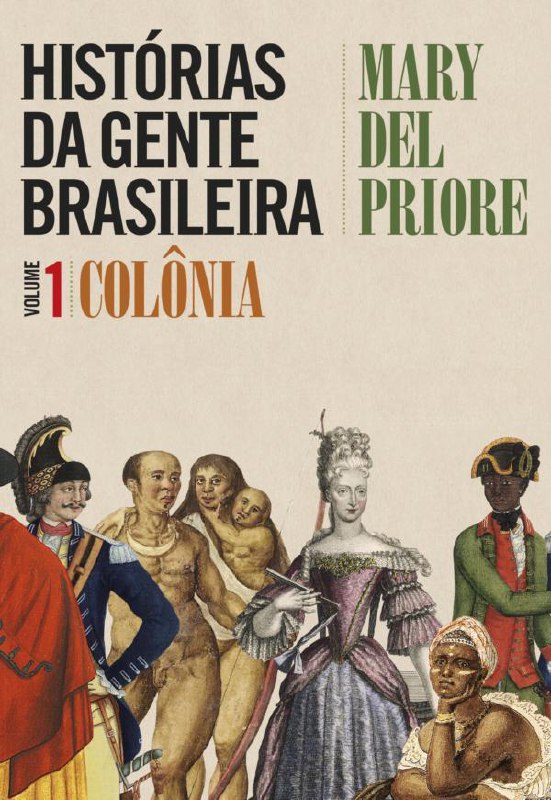 HISTÓRIAS
DA GENTE
BRASILEIRA
MARY
DEL
PRIORE
VOLUME 1 COLÔNIA